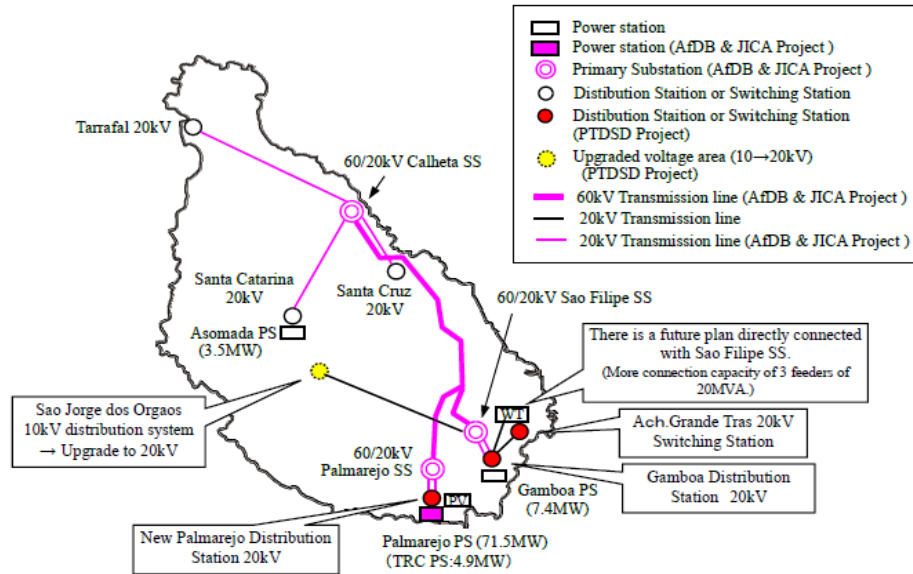 Power station
Power station (AfDB & JICA Project )
Primary Substation (AfDB & JICA Project )
Distibution Staition or Switching Station
Distibution Staition or Switching Station
(PTDSD Project)
Upgraded voltage area (10→20kV)
(PTDSD Project)
60kV Transmission line (AfDB & JICA Project )
20kV Transmission line
20kV Transmission line (AfDB & JICA Project )
Tarrafal 20kV
60/20kV Calheta SS
Santa Catarina
20kV
Santa Cruz
20kV
60/20kV Sao Filipe SS
Asomada PS
(3.5MW)
There is a future plan directly connected
with Sao Filipe SS.
(More connection capacity of 3 feeders of
20MVA.)
Sao Jorge dos Orgaos
10kV distribution system
→ Upgrade to 20kV
WT
Ach.Grande Tras 20kV
Switching Station
60/20kV
Palmarejo SS
Gamboa Distribution
Station 20kV
Gamboa PS
(7.4MW)
PV
New Palmarejo Distribution
Station 20kV
Palmarejo PS (71.5MW)
(TRC PS:4.9MW)